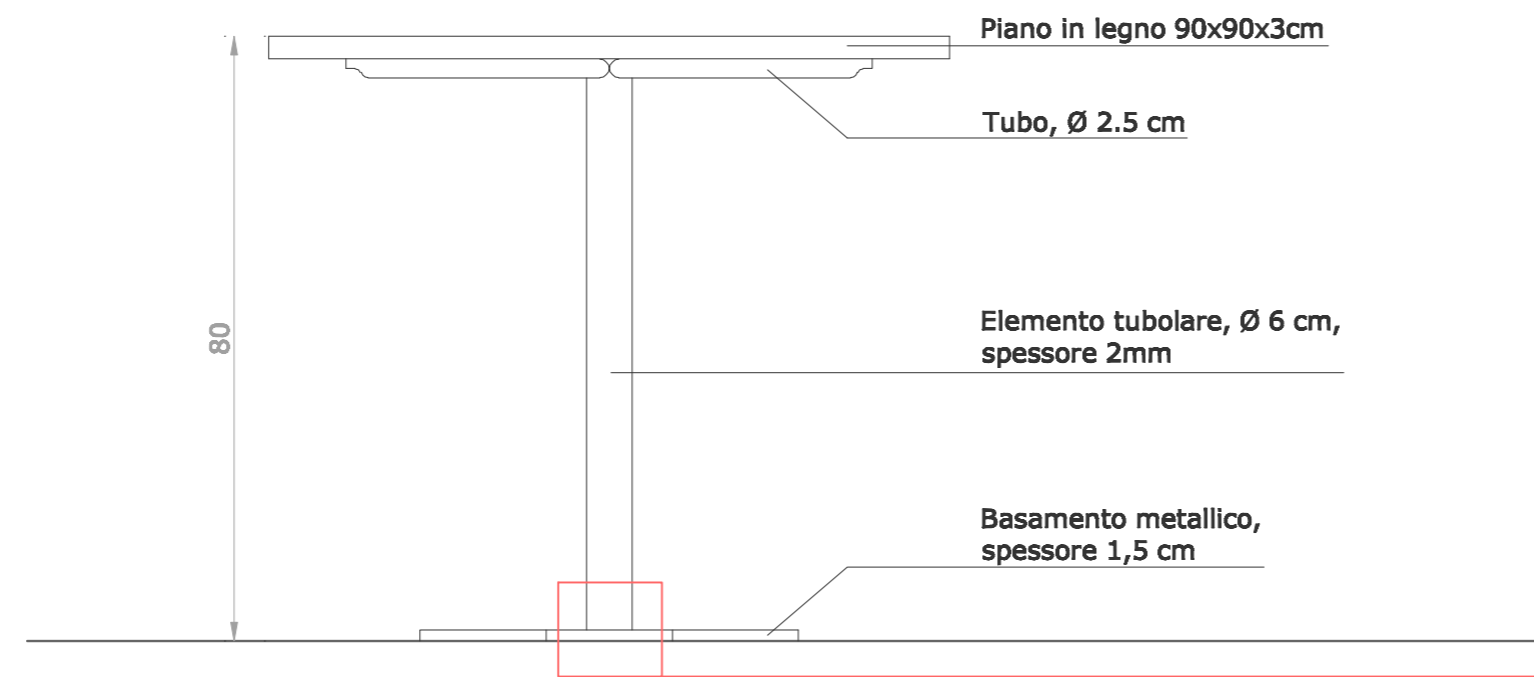 Piano in legno 90x90x3cm
Tubo, Ø 2.5 cm
80
Elemento tubolare, Ø 6 cm,
spessore 2mm
Basamento metallico,
spessore 1,5 cm